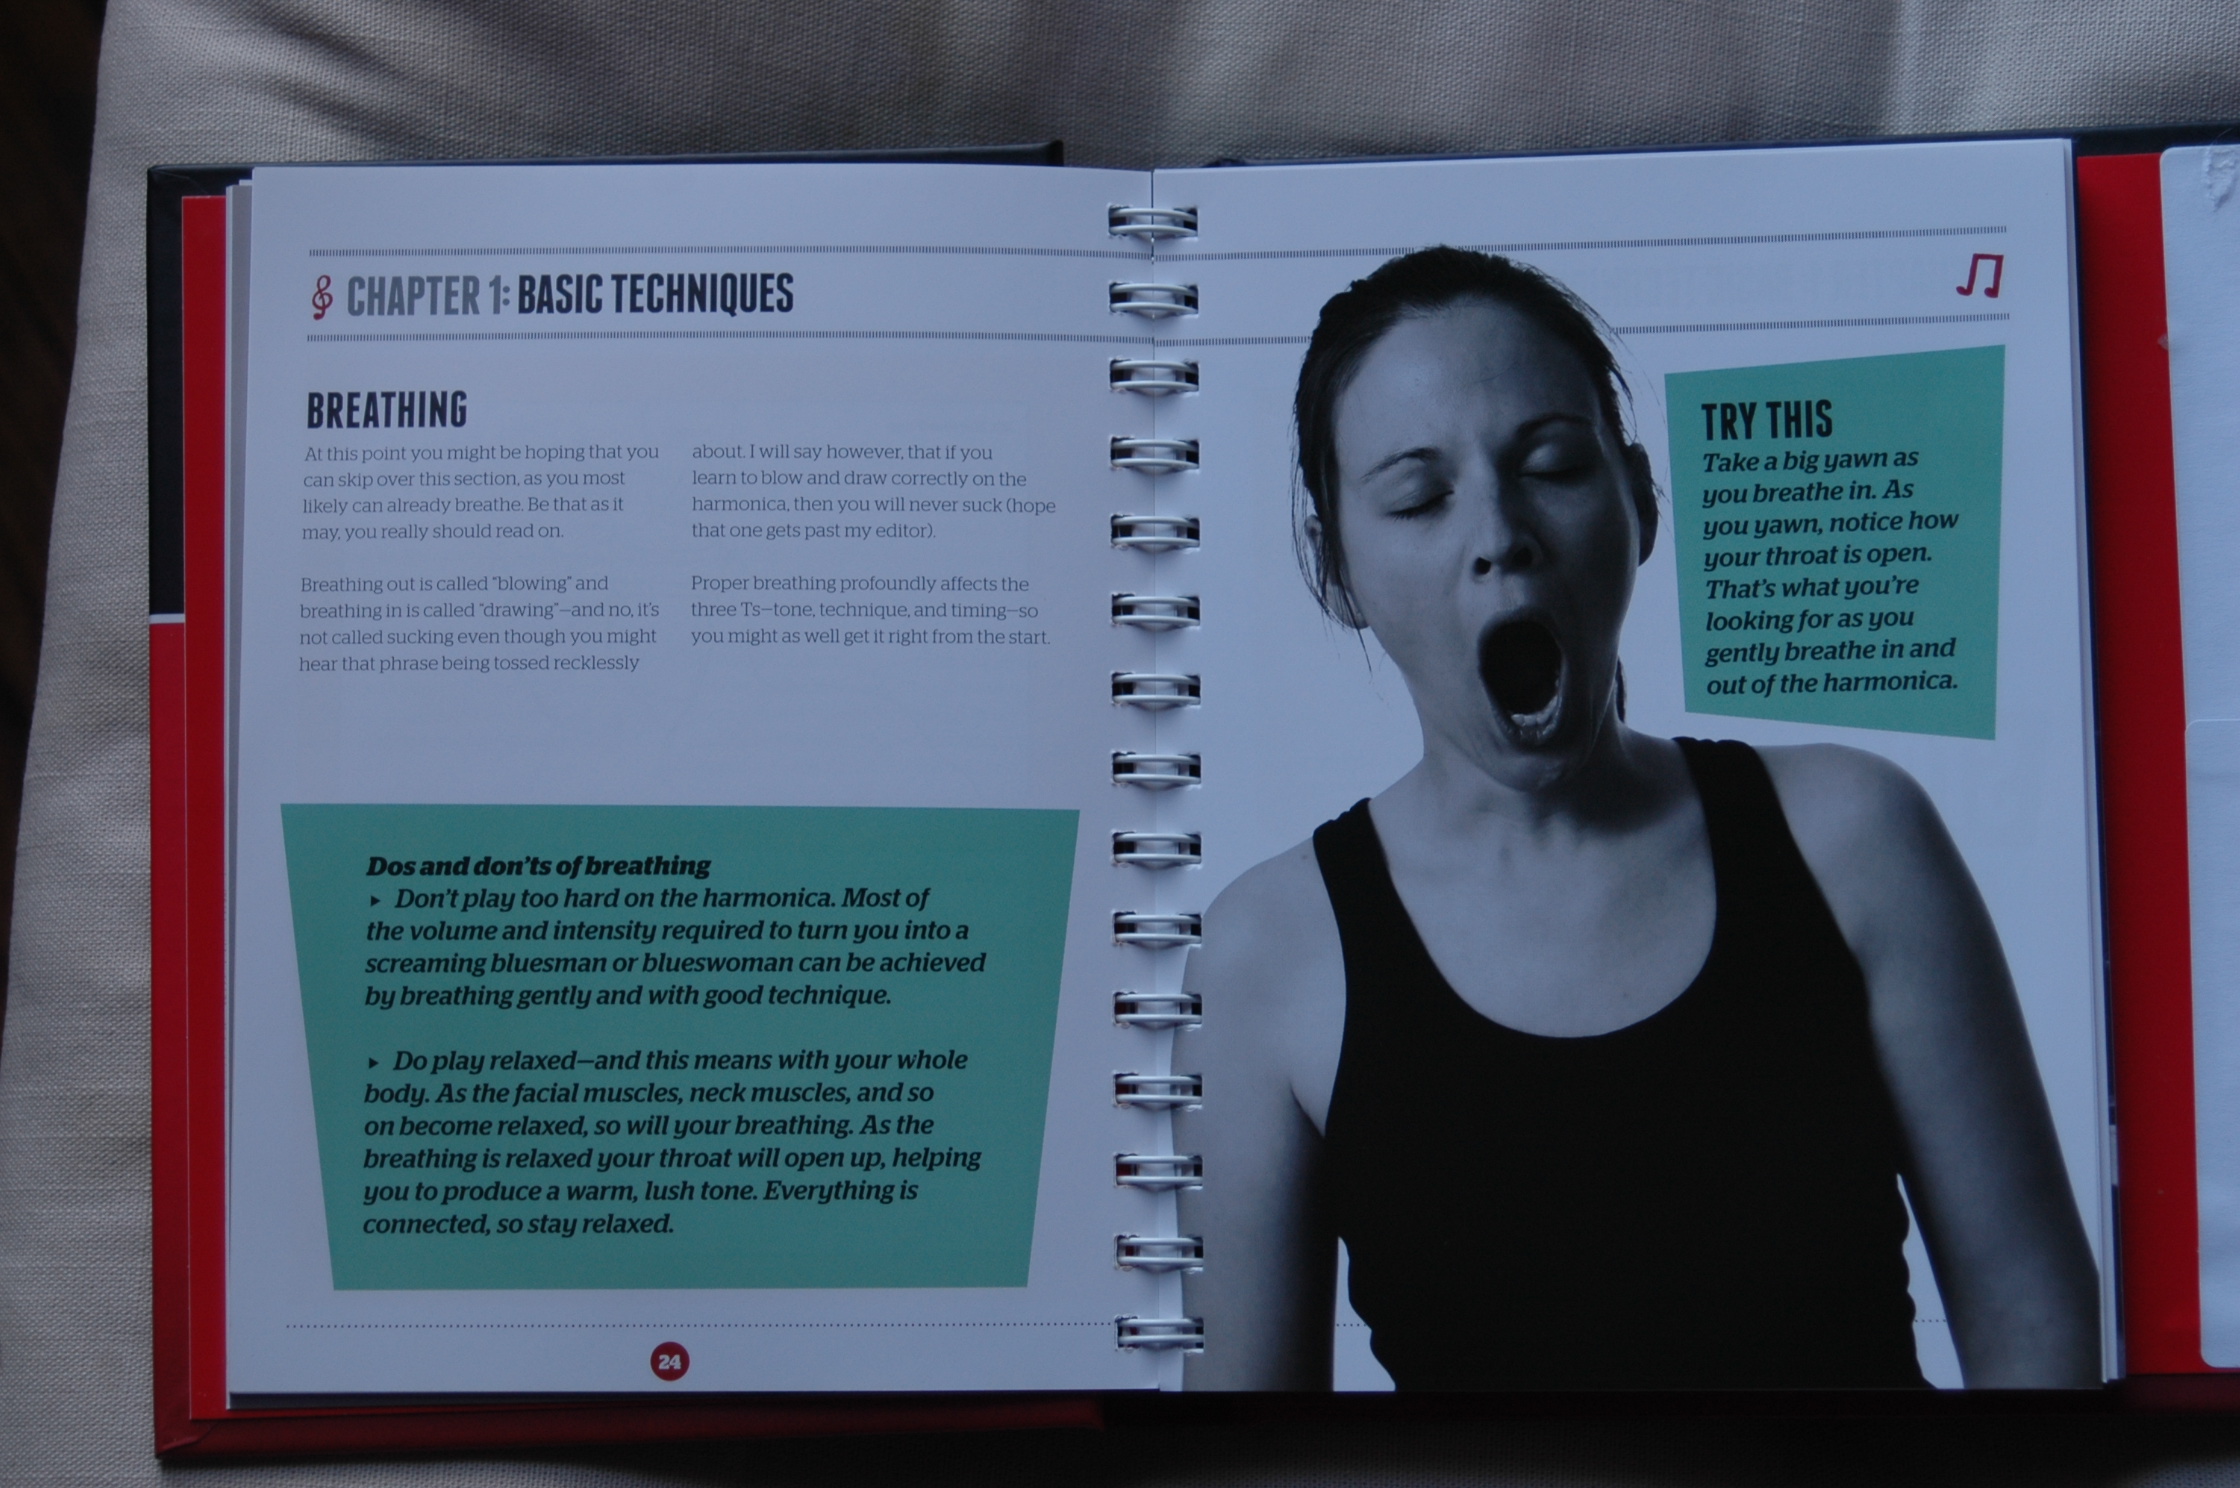 CHAPTER 1: BASIC TECHNIQUES
BREATHING
At this point you might be hoping that you
can skip over this section, as you most
likely can already breathe. Be that as it
may, you really should read on.
Breathing out is called "blowing" and
breathing in is called "drawing"—and no, it's
not called sucking even though you might
hear that phrase being tossed recklessly
about. I will say however, that if you
learn to blow and draw correctly on the
harmonica, then you will never suck (hope
that one gets past my editor).
Proper breathing profoundly affects the
three Ts—tone, technique, and timing—so
you might as well get it right from the start.
Dos and don'ts of breathing
▸ Don't play too hard on the harmonica. Most of
the volume and intensity required to turn you into a
screaming bluesman or blueswoman can be achieved
by breathing gently and with good technique.
▸ Do play relaxed—and this means with your whole
body. As the facial muscles, neck muscles, and so
on become relaxed, so will your breathing. As the
breathing is relaxed your throat will open up, helping
you to produce a warm, lush tone. Everything is
connected, so stay relaxed.
24
TRY THIS
Take a big yawn as
you breathe in. As
you yawn, notice how
your throat is open.
That's what you're
looking for as you
gently breathe in and
out of the harmonica.